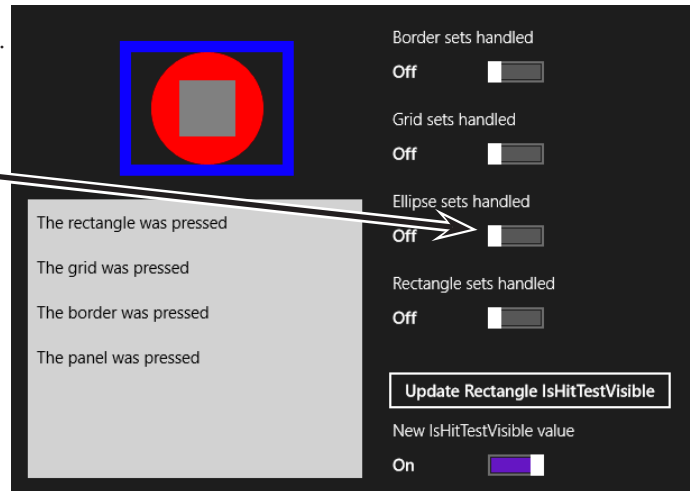 .
The rectangle was pressed
The grid was pressed
The border was pressed
The panel was pressed
Border sets handled
Off
Grid sets handled
Off
Ellipse sets handled
Off
Rectangle sets handled
Off
Update Rectangle IsHitTestVisible
New IsHitTestVisible value
On